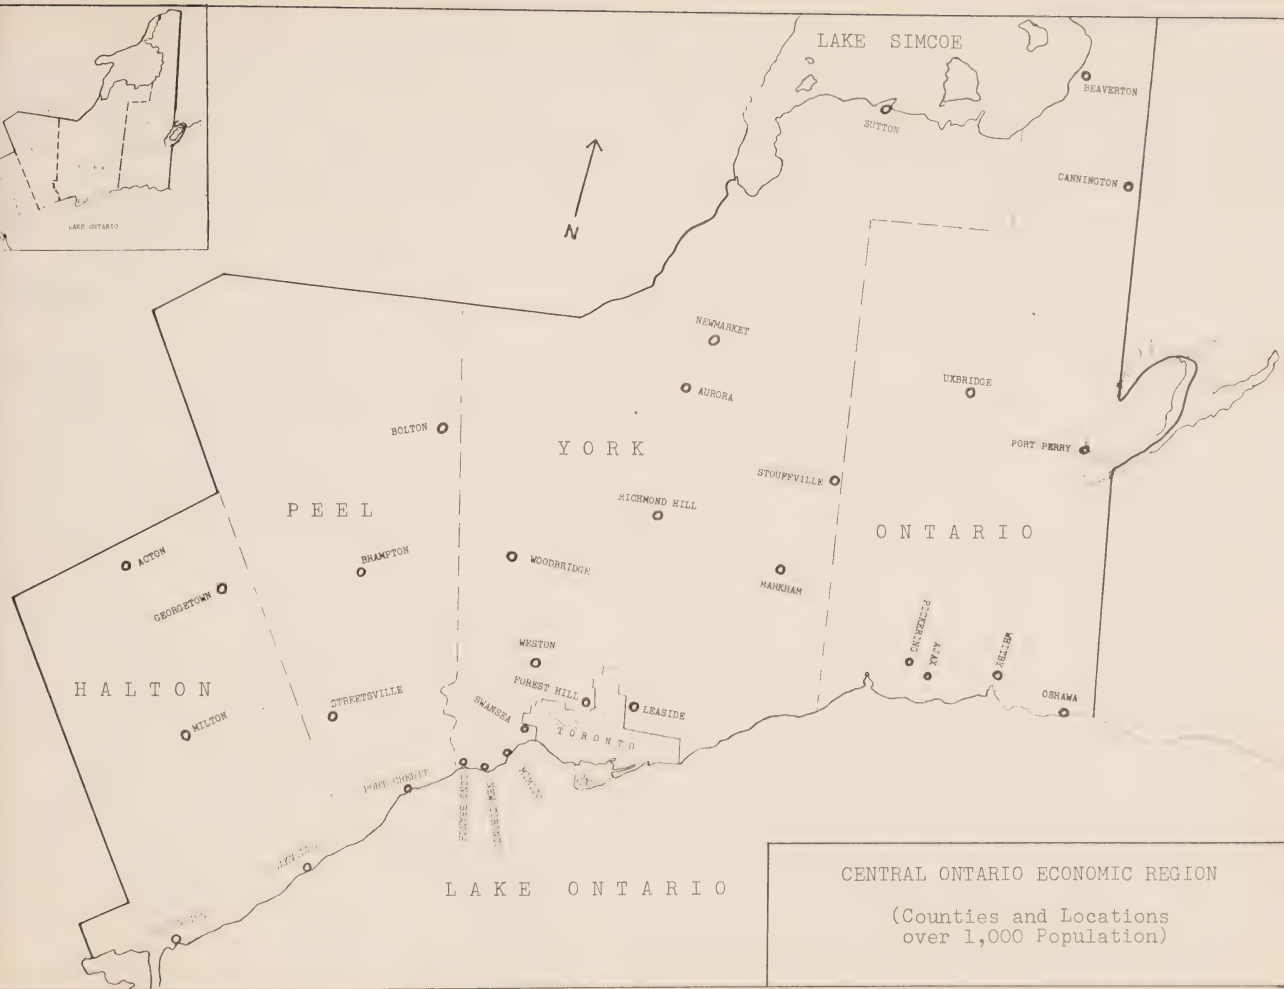 LAKE SIMCOE
BEAVERTON
SUTTON
CANNINGTON
LAKE ONTARIO
N
NEWMARKET
AURORA
UXBRIDGE
BOLTON
YORK
PORT PERRY
STOUFFVILLE
RICHMOND HILL
PEEL
ONTARIO
ACTON
BRAMPTON
WOODBRIDGE
GEORGETOWN
MARKHAM
PICKERING
AJAX
WHITBY
WESTON
HALTON
STREETSVILLE
FOREST HILL
OSHAWA
SWANSEA
LEASIDE
MILTON
TORONTO
PORT CREDIT
LONG BRANCH
MIMICO
LAKE ONTARIO
CENTRAL ONTARIO ECONOMIC REGION
(Counties and Locations
over 1,000 Population)